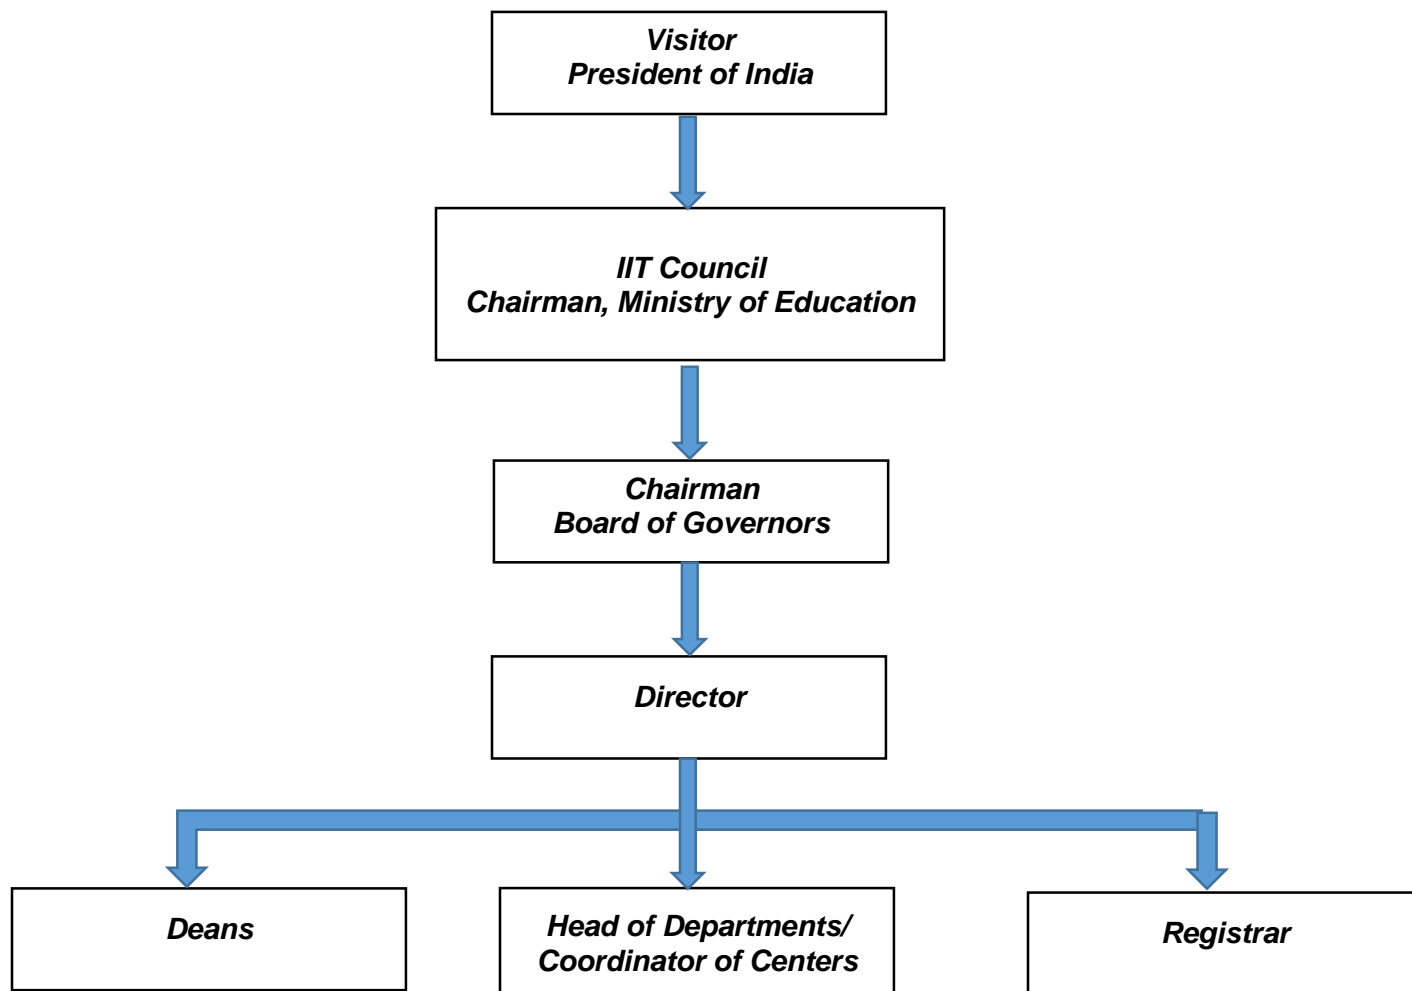 Visitor
President of India
IIT Council
Chairman, Ministry of Education
Chairman
Board of Governors
Director
Deans
Head of Departments/
Coordinator of Centers
Registrar